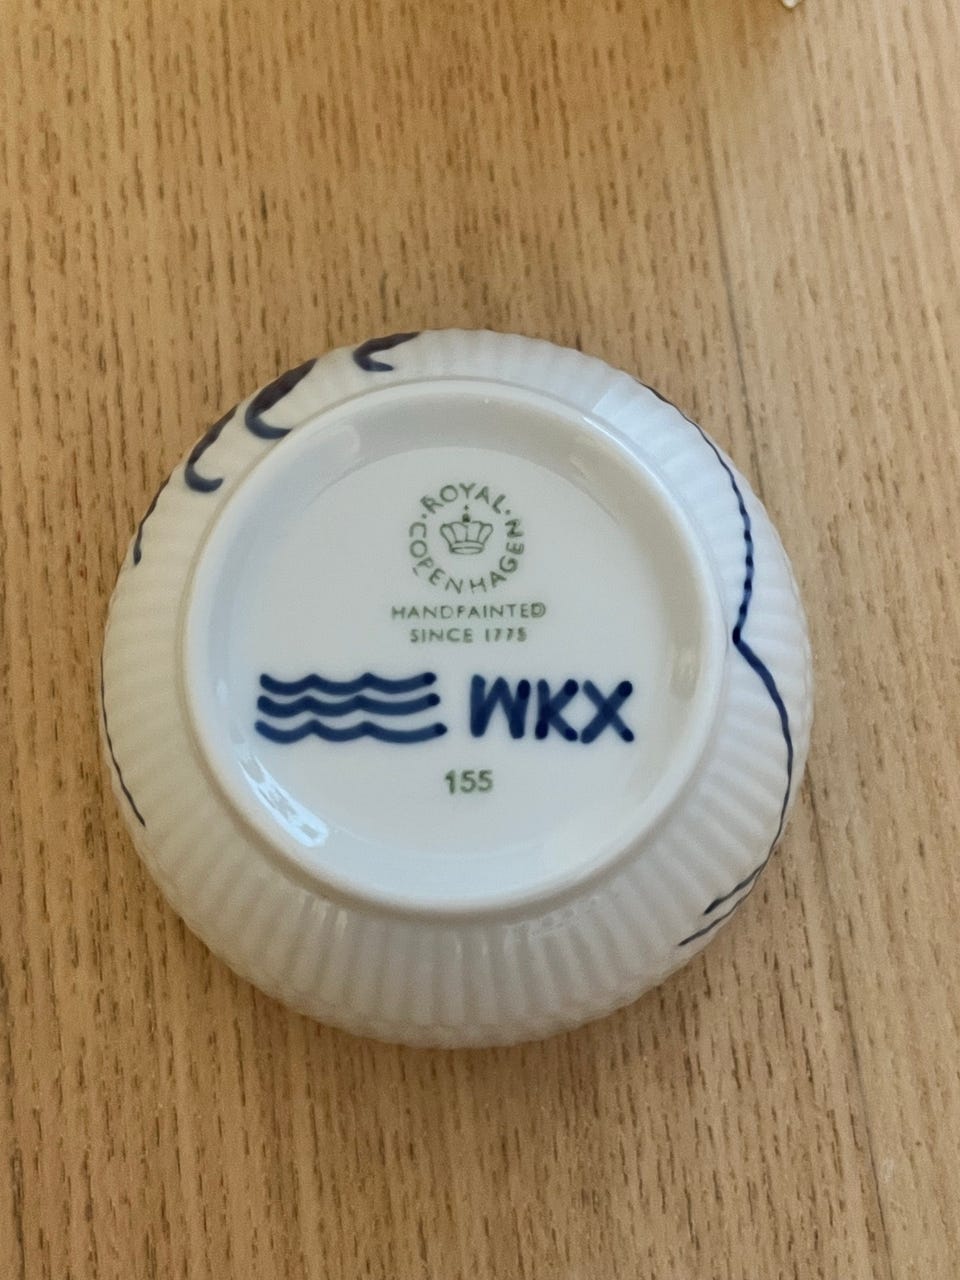 ROYAL · COPENHAGEN ·
HANDPAINTED
SINCE 1775
WKX
155